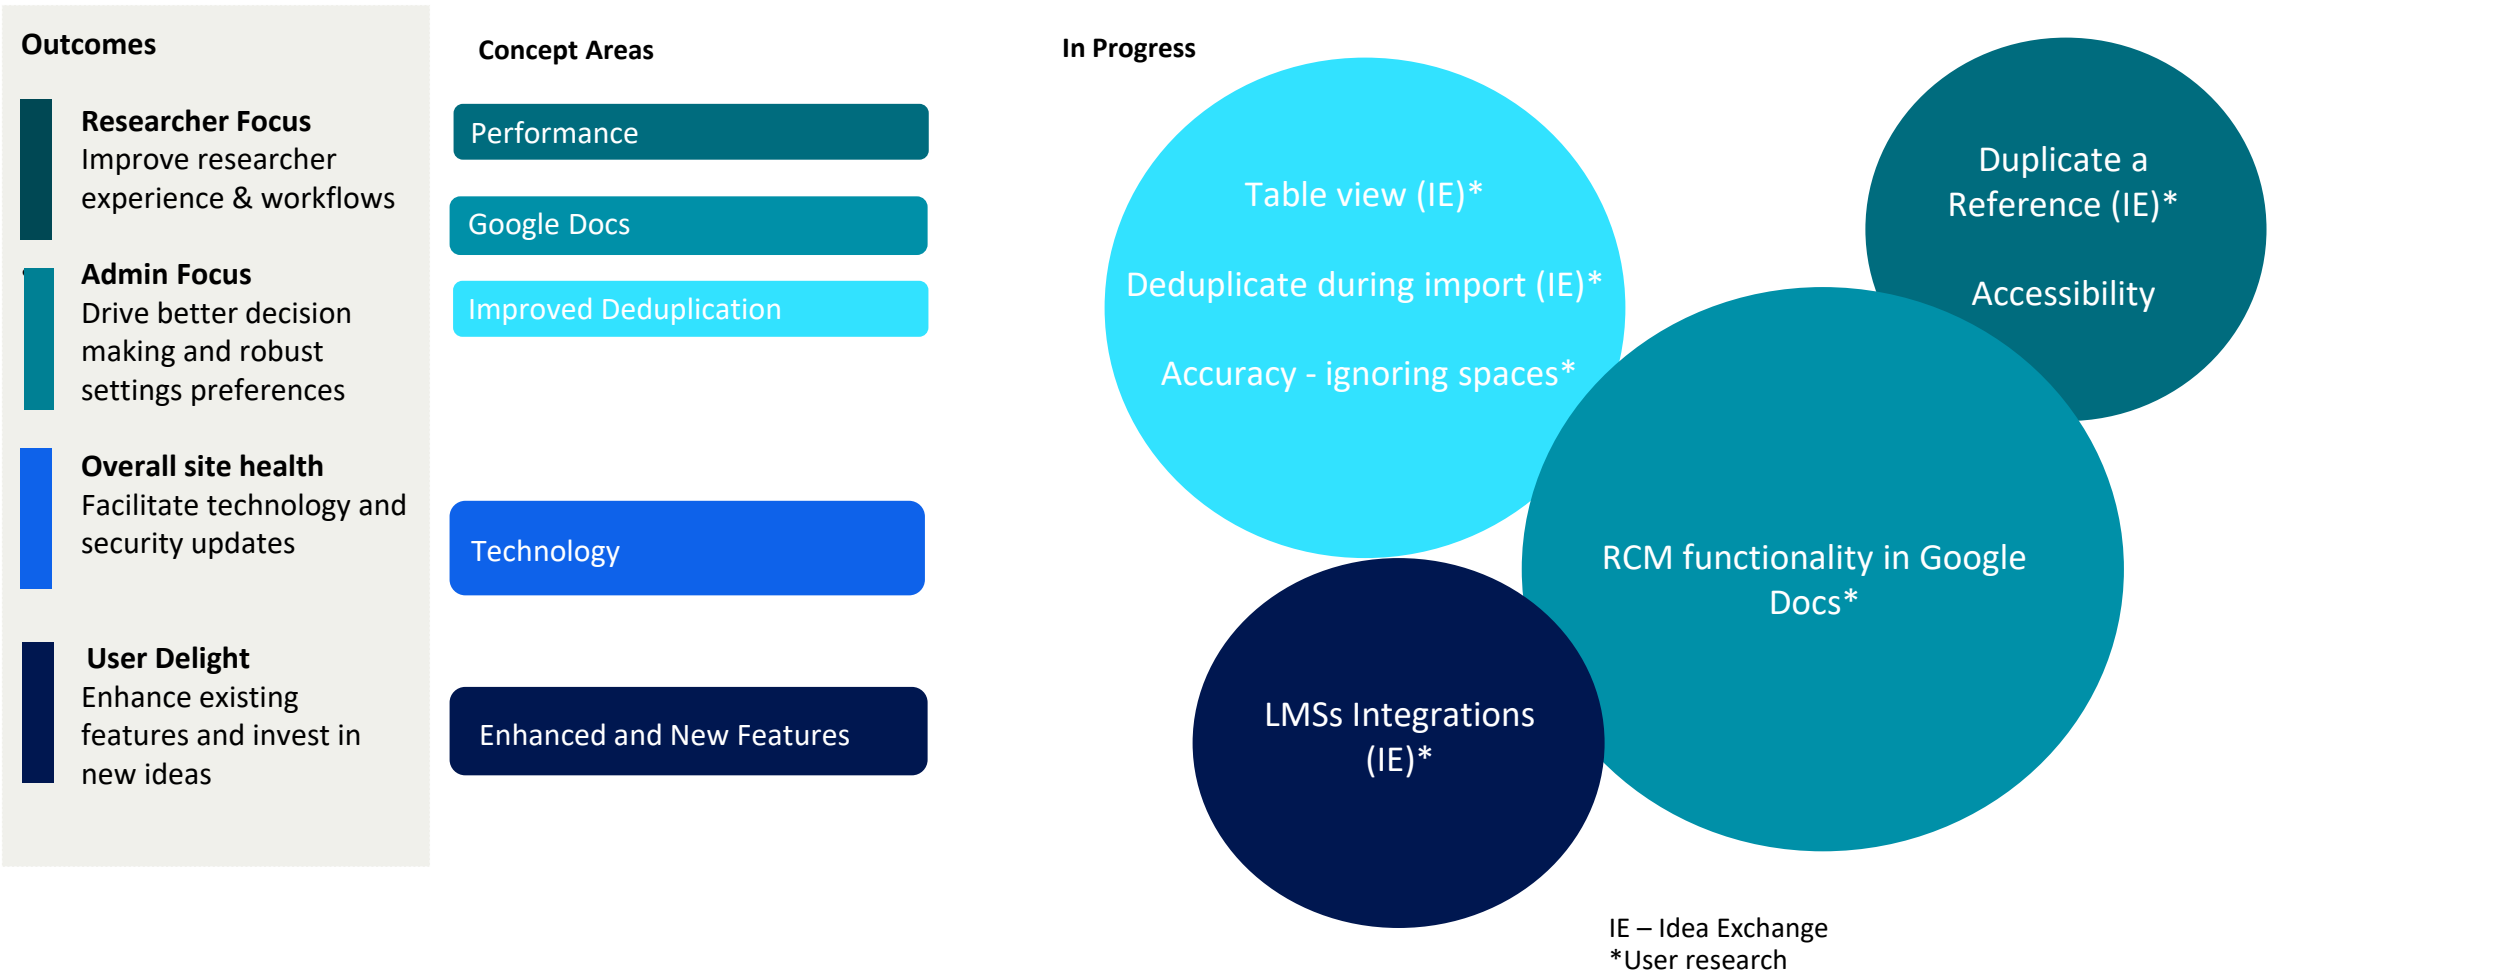 Outcomes
Researcher Focus
Improve researcher
experience & workflows
Admin Focus
Drive better decision
making and robust
settings preferences
Overall site health
Facilitate technology and
security updates
User Delight
Enhance existing
features and invest in
new ideas
Concept Areas
Performance
Google Docs
Improved Deduplication
Technology
Enhanced and New Features
In Progress
Table view (IE)*
Deduplicate during import (IE)*
Accuracy - ignoring spaces*
Duplicate a
Reference (IE)*
Accessibility
RCM functionality in Google
Docs*
LMSs Integrations
(IE)*
IE – Idea Exchange
*User research